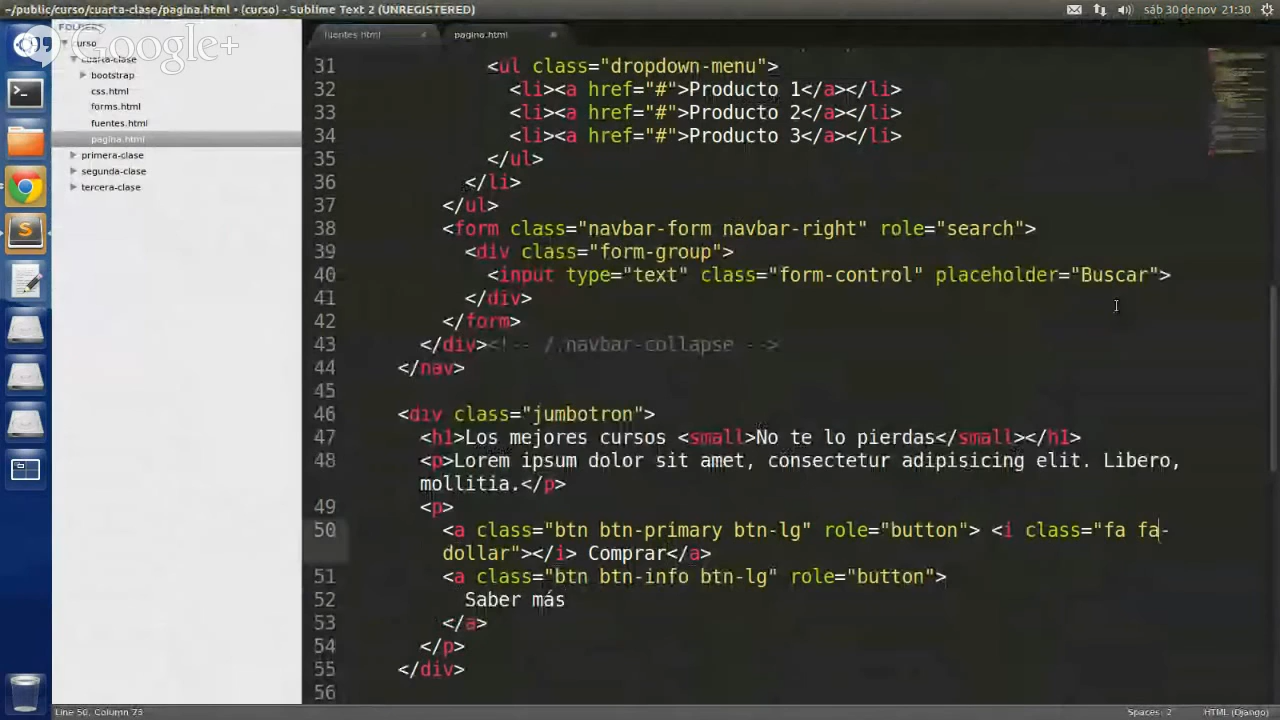 ~/public/curso/cuarta-clase/pagina.html • (curso) - Sublime Text 2 (UNREGISTERED)
sáb 30 de nov 21:30
Google+
FOLDERS
curso
cuarta-clase
bootstrap
css.html
forms.html
fuentes.html
pagina.html
primera-clase
segunda-clase
tercera-clase
fuentes.html
pagina.html
31 <ul class="dropdown-menu">
32 <li><a href="#">Producto 1</a></li>
33 <li><a href="#">Producto 2</a></li>
34 <li><a href="#">Producto 3</a></li>
35 </ul>
36 </li>
37 </ul>
38 <form class="navbar-form navbar-right" role="search">
39 <div class="form-group">
40 <input type="text" class="form-control" placeholder="Buscar">
41 </div>
42 </form>
43 </div><!-- /.navbar-collapse -->
44 </nav>
45
46 <div class="jumbotron">
47 <h1>Los mejores cursos <small>No te lo pierdas</small></h1>
48 <p>Lorem ipsum dolor sit amet, consectetur adipisicing elit. Libero,
mollitia.</p>
49 <p>
50 <a class="btn btn-primary btn-lg" role="button"> <i class="fa fa-
dollar"></i> Comprar</a>
51 <a class="btn btn-info btn-lg" role="button">
52 Saber más
53 </a>
54 </p>
55 </div>
56
Line 50, Column 73
Spaces: 2
HTML (Django)